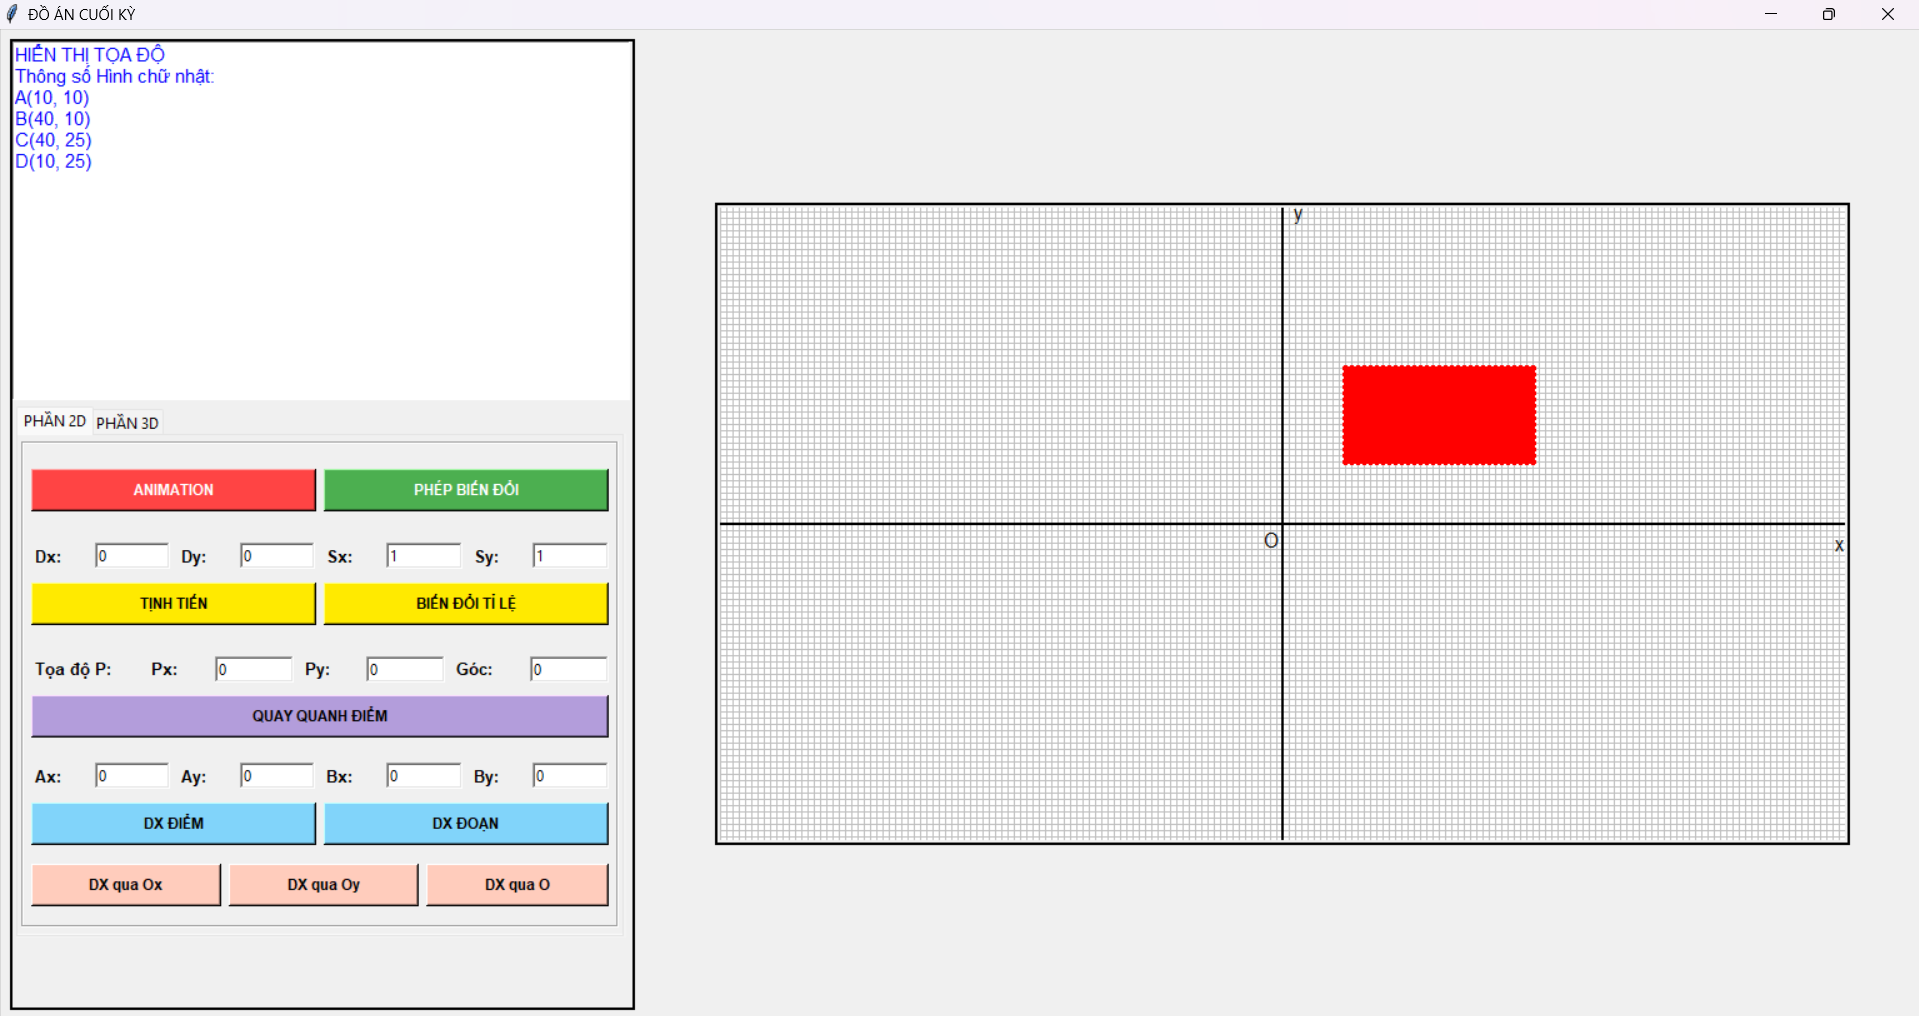 ĐỒ ÁN CUỐI KỲ
HIỂN THỊ TỌA ĐỘ
Thông số Hình chữ nhật:
A(10, 10)
B(40, 10)
C(40, 25)
D(10, 25)
PHẦN 2D PHẦN 3D
ANIMATION PHÉP BIẾN ĐỔI
Dx: 0 Dy: 0 Sx: 1 Sy: 1
TỊNH TIẾN BIẾN ĐỔI TỈ LỆ
Tọa độ P: Px: 0 Py: 0 Góc: 0
QUAY QUANH ĐIỂM
Ax: 0 Ay: 0 Bx: 0 By: 0
DX ĐIỂM DX ĐOẠN
DX qua Ox DX qua Oy DX qua O
y
O
x